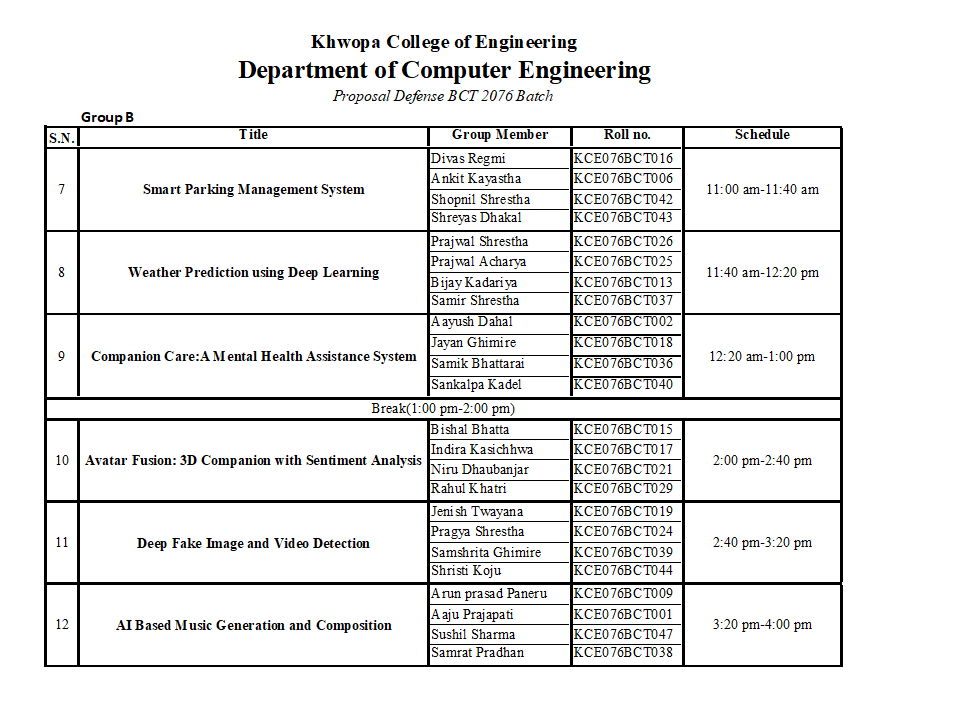 Khwopa College of Engineering
Department of Computer Engineering
Proposal Defense BCT 2076 Batch
Group B
S.N. Title Group Member Roll no. Schedule
7 Smart Parking Management System 11:00 am-11:40 am
Divas Regmi KCE076BCT016
Ankit Kayastha KCE076BCT006
Shopnil Shrestha KCE076BCT042
Shreyas Dhakal KCE076BCT043
8 Weather Prediction using Deep Learning 11:40 am-12:20 pm
Prajwal Shrestha KCE076BCT026
Prajwal Acharya KCE076BCT025
Bijay Kadariya KCE076BCT013
Samir Shrestha KCE076BCT037
9 Companion Care:A Mental Health Assistance System 12:20 am-1:00 pm
Aayush Dahal KCE076BCT002
Jayan Ghimire KCE076BCT018
Samik Bhattarai KCE076BCT036
Sankalpa Kadel KCE076BCT040
Break(1:00 pm-2:00 pm)
10 Avatar Fusion: 3D Companion with Sentiment Analysis 2:00 pm-2:40 pm
Bishal Bhatta KCE076BCT015
Indira Kasichhwa KCE076BCT017
Niru Dhaubanjar KCE076BCT021
Rahul Khatri KCE076BCT029
11 Deep Fake Image and Video Detection 2:40 pm-3:20 pm
Jenish Twayana KCE076BCT019
Pragya Shrestha KCE076BCT024
Samshrita Ghimire KCE076BCT039
Shristi Koju KCE076BCT044
12 AI Based Music Generation and Composition 3:20 pm-4:00 pm
Arun prasad Paneru KCE076BCT009
Aaju Prajapati KCE076BCT001
Sushil Sharma KCE076BCT047
Samrat Pradhan KCE076BCT038